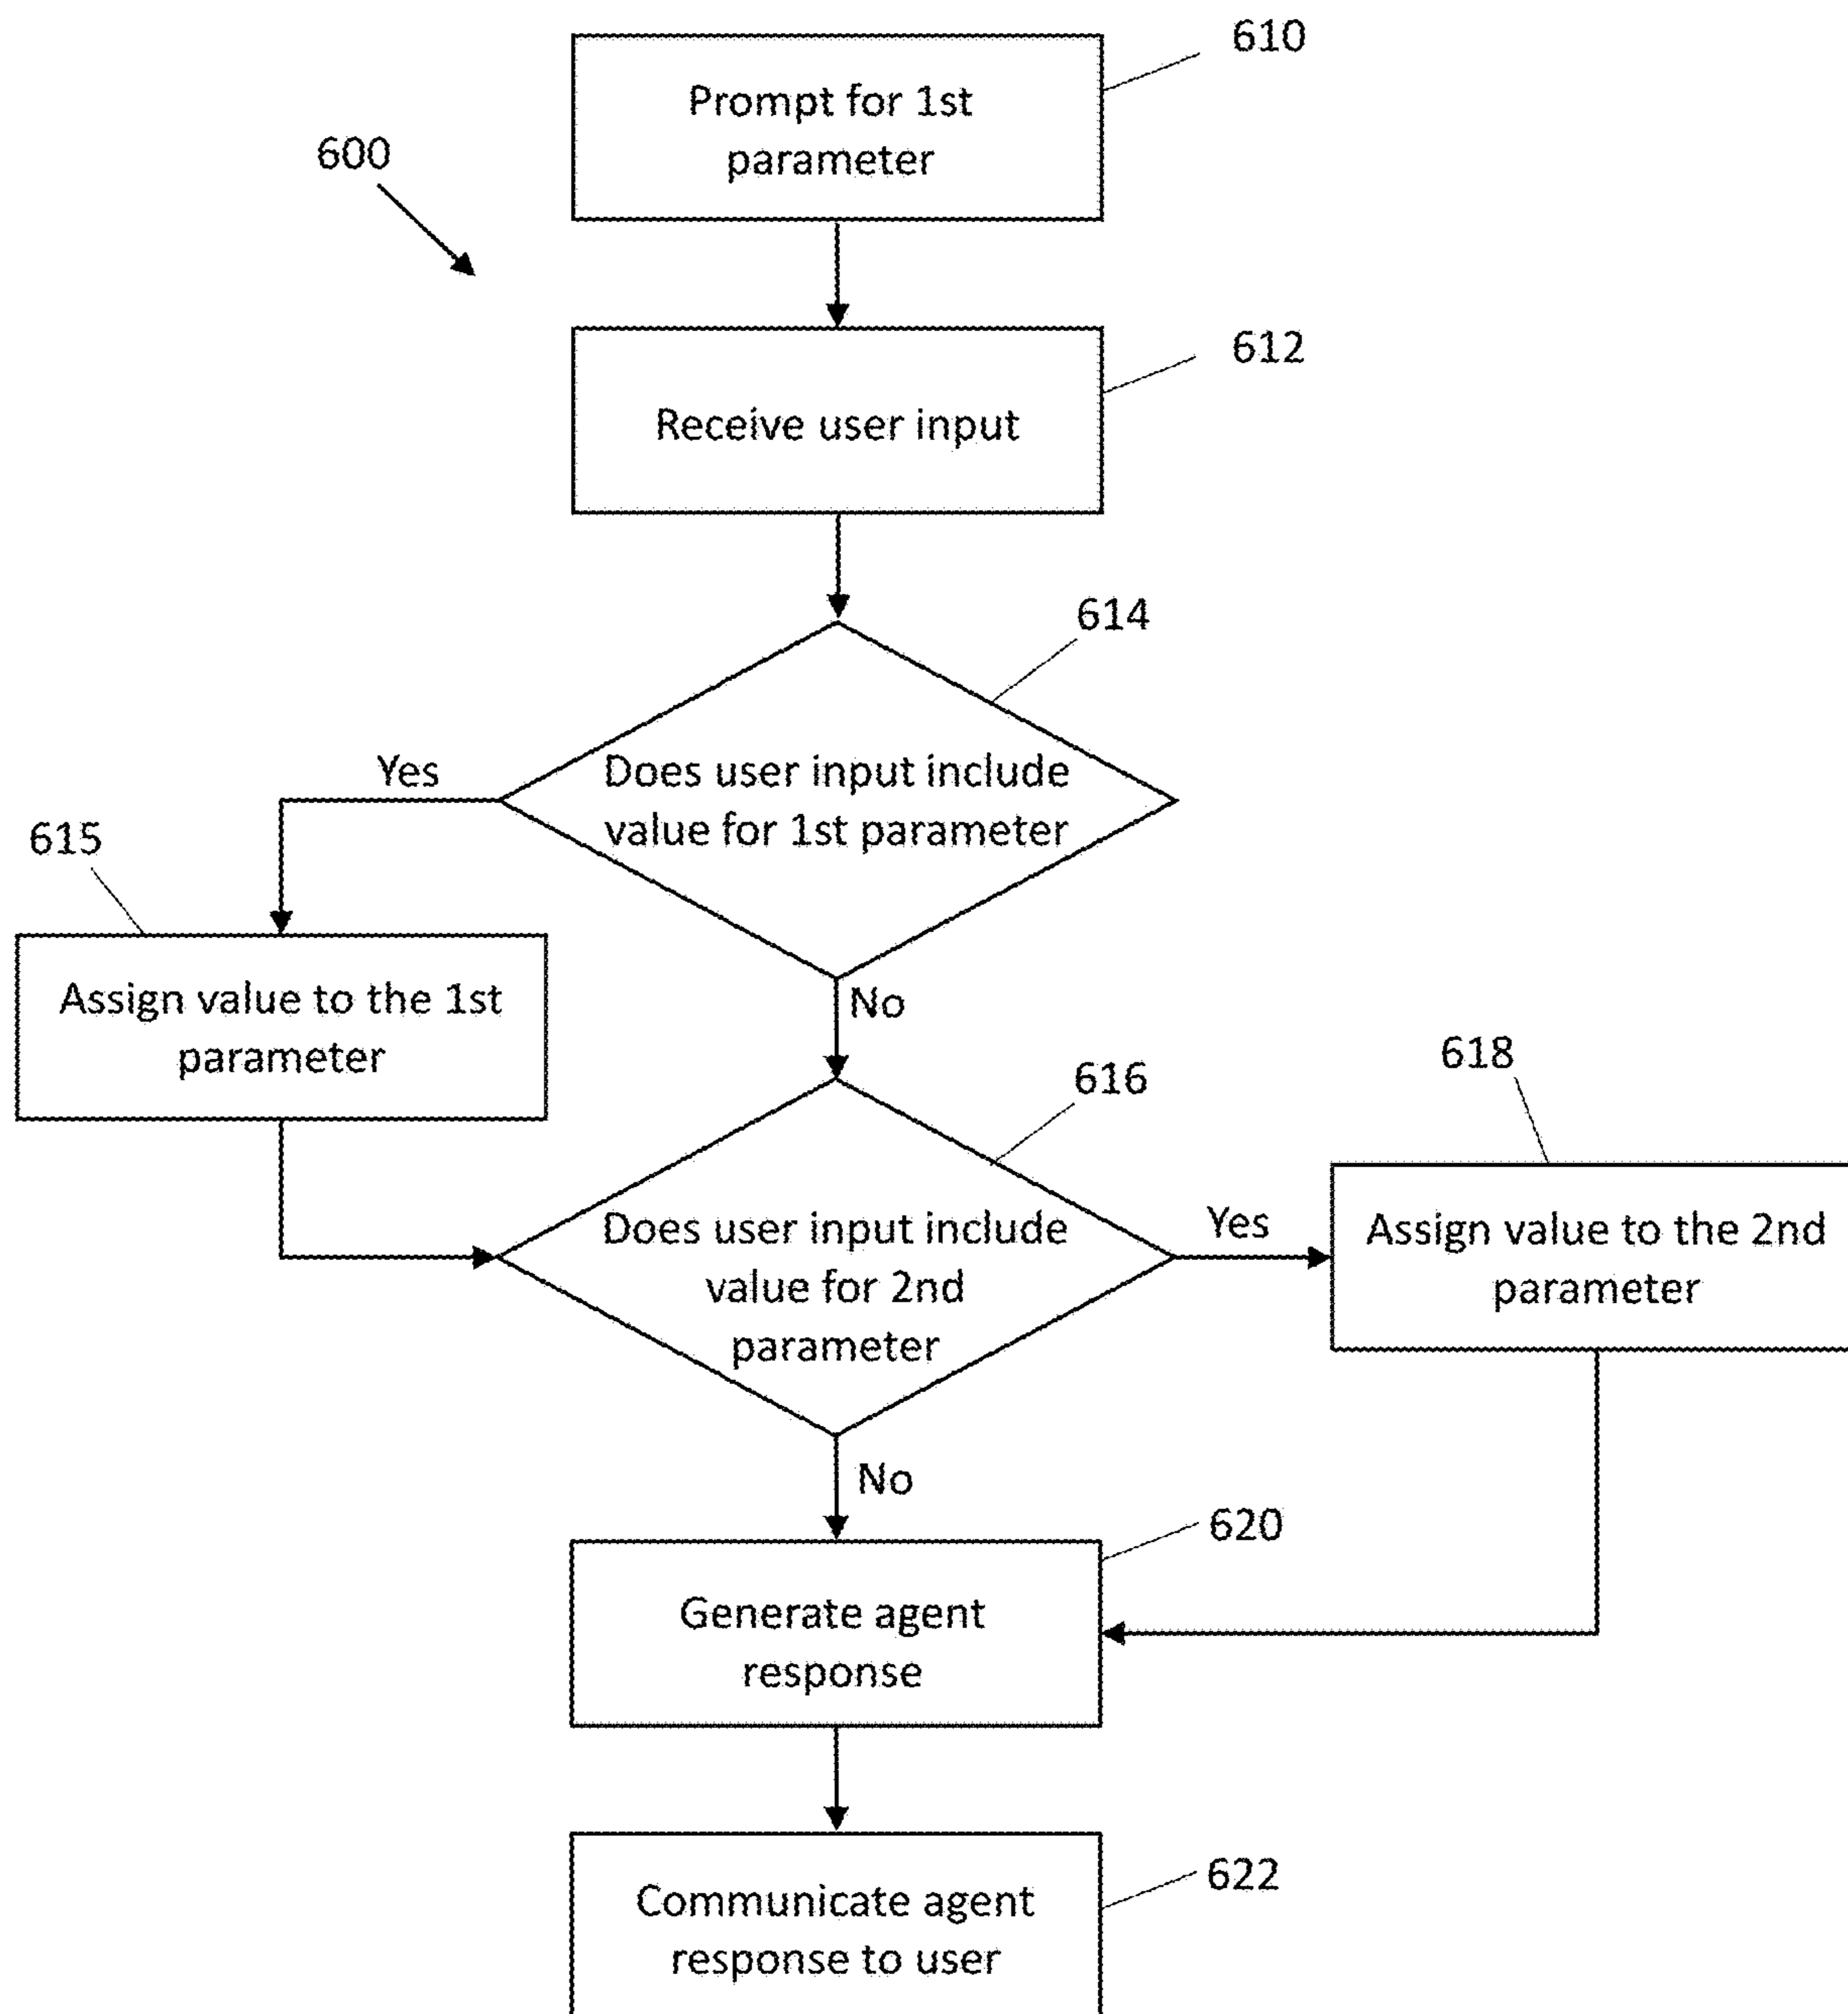 610
Prompt for 1st
parameter
600
612
Receive user input
614
Yes
Does user input include
value for 1st parameter
615
Assign value to the 1st
parameter
No
616
618
Does user input include
value for 2nd
parameter
Yes
Assign value to the 2nd
parameter
No
620
Generate agent
response
622
Communicate agent
response to user